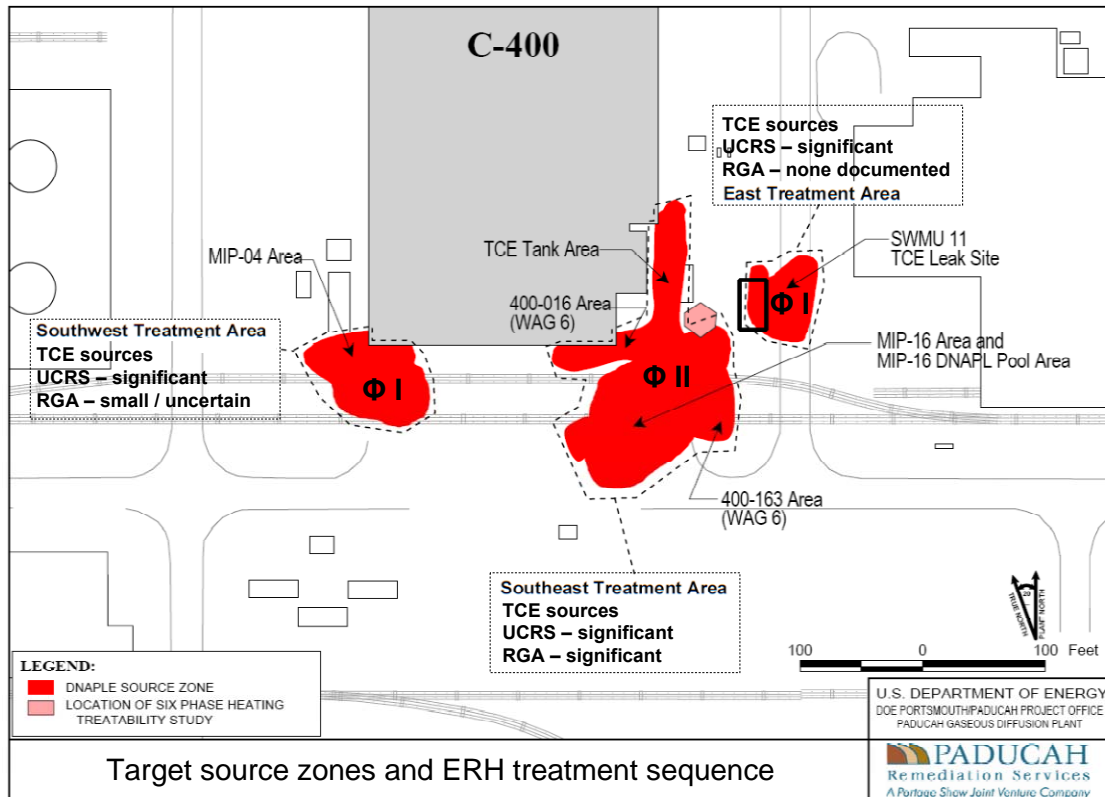 C-400
TCE sources
UCRS – significant
RGA – none documented
East Treatment Area
MIP-04 Area
TCE Tank Area
SWMU 11
TCE Leak Site
400-016 Area
(WAG 6)
Φ I
Southwest Treatment Area
TCE sources
UCRS – significant
RGA – small / uncertain
MIP-16 Area and
MIP-16 DNAPL Pool Area
Φ II
Φ I
400-163 Area
(WAG 6)
Southeast Treatment Area
TCE sources
UCRS – significant
RGA – significant
TRUE NORTH
20
PLANT NORTH
100 0 100 Feet
LEGEND:
DNAPLE SOURCE ZONE
LOCATION OF SIX PHASE HEATING
TREATABILITY STUDY
U.S. DEPARTMENT OF ENERGY
DOE PORTSMOUTH/PADUCAH PROJECT OFFICE
PADUCAH GASEOUS DIFFUSION PLANT
Target source zones and ERH treatment sequence
PADUCAH
Remediation Services
A Portage Shaw Joint Venture Company